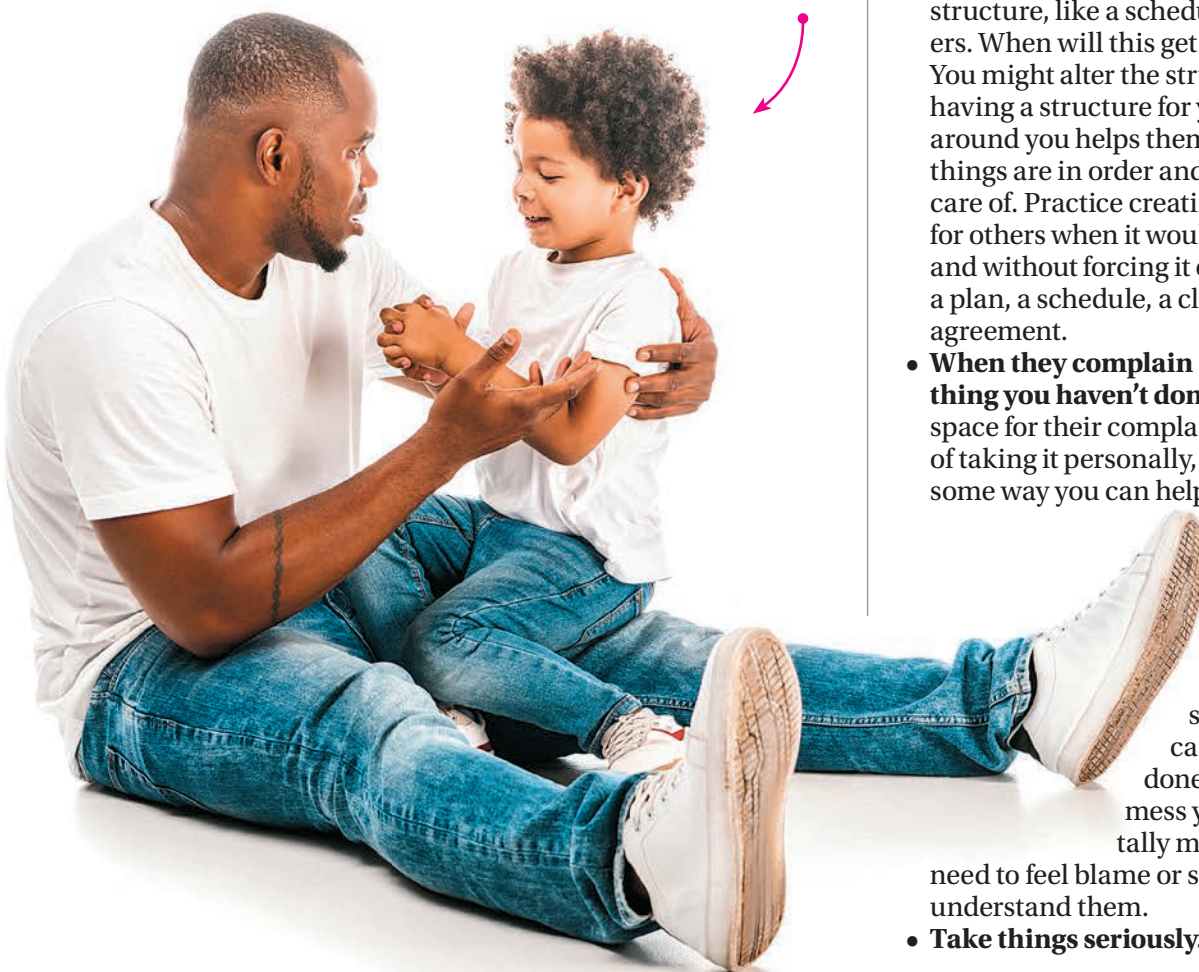 structure, like a schedu
ers. When will this get
You might alter the str
having a structure for y
around you helps them
things are in order and
care of. Practice creati
for others when it wou
and without forcing it o
a plan, a schedule, a cl
agreement.
• When they complain
thing you haven't don
space for their compla
of taking it personally,
some way you can help
s
ca
done
mess y
tally m
need to feel blame or s
understand them.
• Take things seriously.